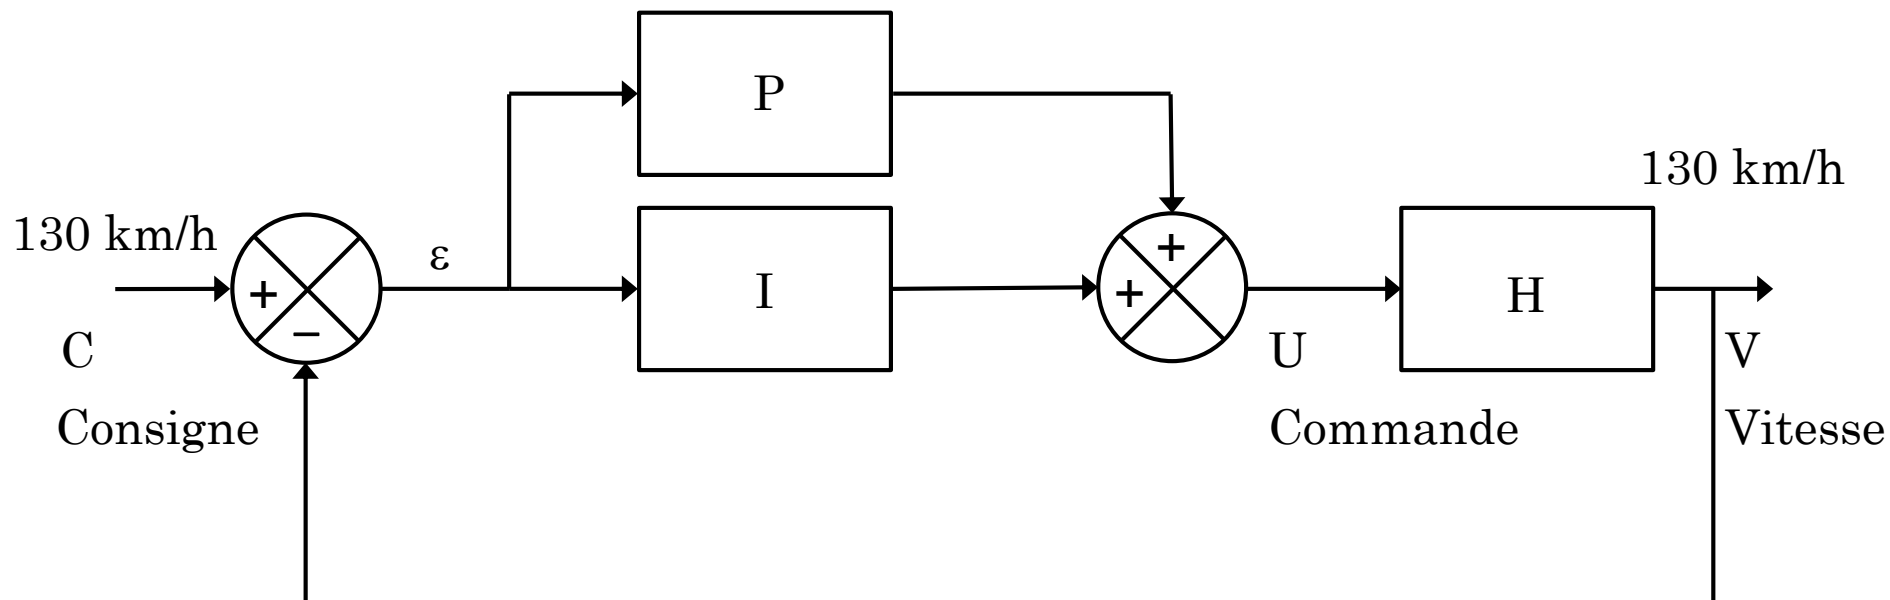 P
130 km/h
130 km/h
ε
+
+
+
−
I
H
C
U
V
Consigne
Commande
Vitesse